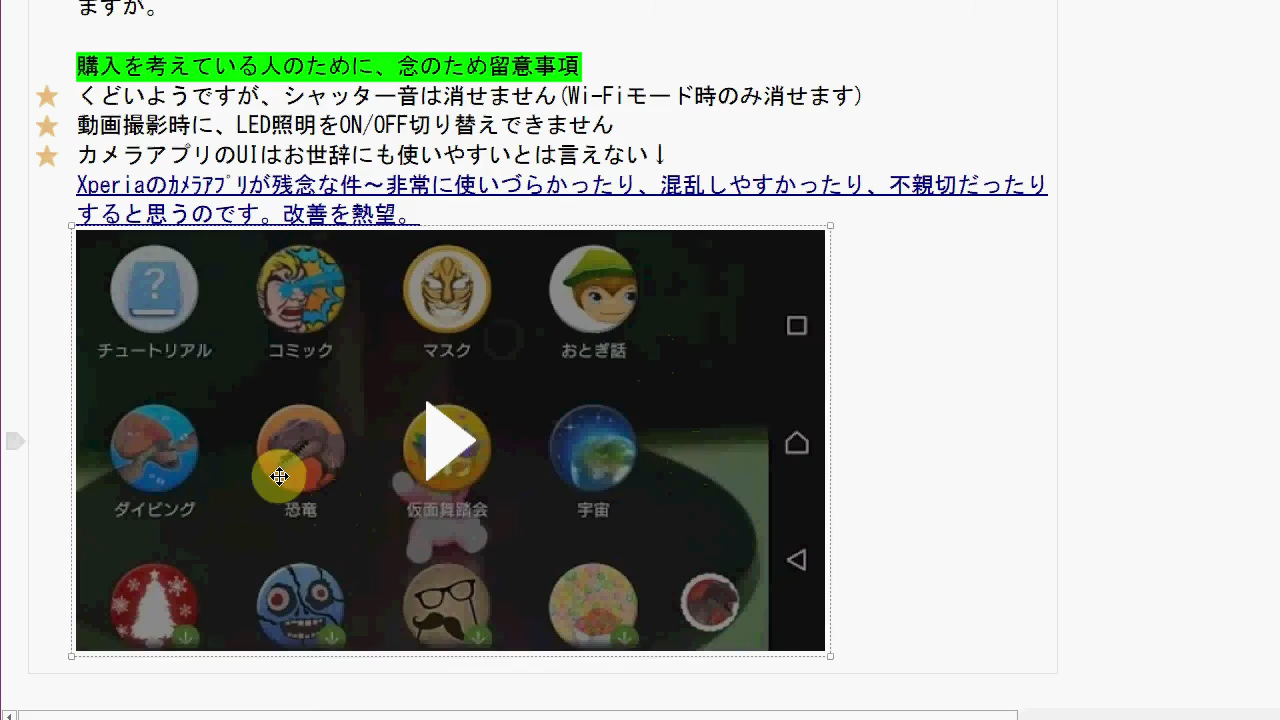 ますか。
購入を考えている人のために、念のため留意事項
くどいようですが、シャッター音は消せません(Wi-Fiモード時のみ消せます)
動画撮影時に、LED照明をON/OFF切り替えできません
カメラアプリのUIはお世辞にも使いやすいとは言えない↓
Xperiaのｶﾒﾗｱﾌﾟﾘが残念な件～非常に使いづらかったり、混乱しやすかったり、不親切だったり
すると思うのです。改善を熱望。
?
チュートリアル
コミック
マスク
おとぎ話
ダイビング
恐竜
仮面舞踏会
宇宙